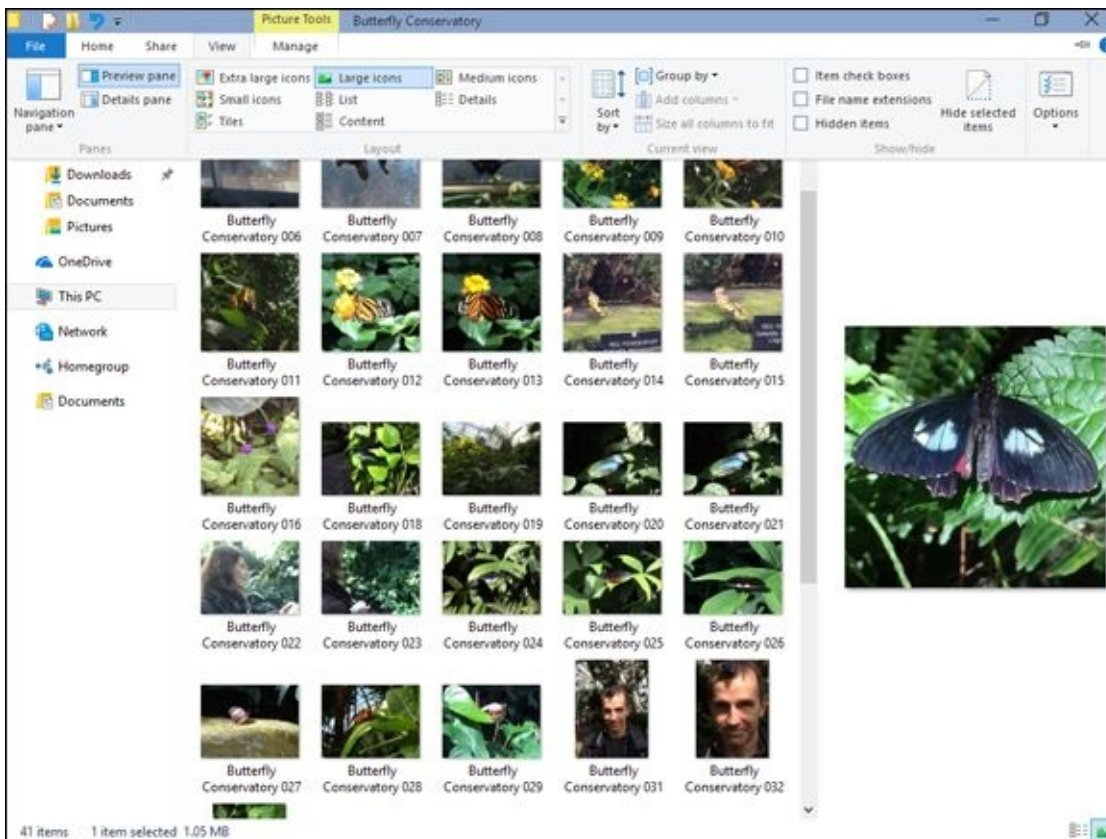 Picture Tools
Butterfly Conservatory
File
Home
Share
View
Manage
Navigation pane
Preview pane
Details pane
Panes
Extra large icons
Large icons
Medium icons
Small icons
List
Details
Tiles
Content
Layout
Sort by
Group by
Add columns
Size all columns to fit
Current view
Item check boxes
File name extensions
Hidden items
Hide selected items
Show/hide
Options
Downloads
Documents
Pictures
OneDrive
This PC
Network
Homegroup
Documents
Butterfly Conservatory 006
Butterfly Conservatory 007
Butterfly Conservatory 008
Butterfly Conservatory 009
Butterfly Conservatory 010
Butterfly Conservatory 011
Butterfly Conservatory 012
Butterfly Conservatory 013
Butterfly Conservatory 014
Butterfly Conservatory 015
Butterfly Conservatory 016
Butterfly Conservatory 018
Butterfly Conservatory 019
Butterfly Conservatory 020
Butterfly Conservatory 021
Butterfly Conservatory 022
Butterfly Conservatory 023
Butterfly Conservatory 024
Butterfly Conservatory 025
Butterfly Conservatory 026
Butterfly Conservatory 027
Butterfly Conservatory 028
Butterfly Conservatory 029
Butterfly Conservatory 031
Butterfly Conservatory 032
41 items
1 item selected 1.05 MB